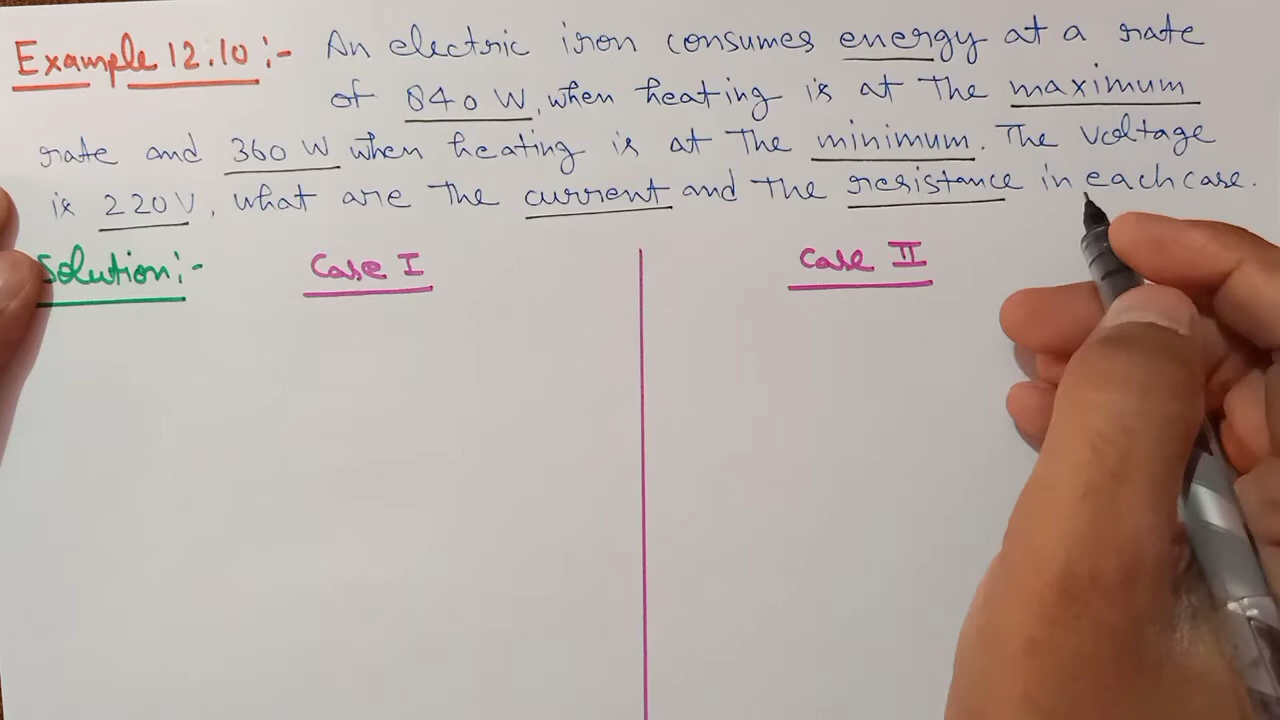 Example 12.10 :- An electric iron consumes energy at a rate
of 840 W, when heating is at the maximum
rate and 360 W when heating is at the minimum. The voltage
is 220V, what are the current and the resistance in each case.
Solution :- Case I Case II